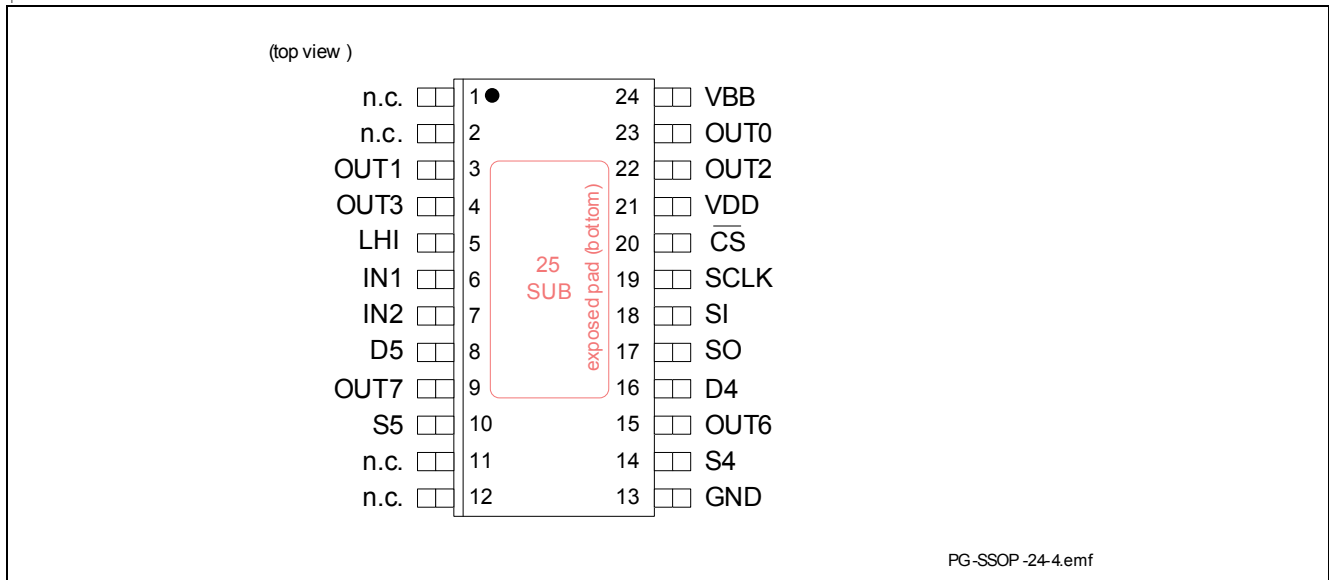 (top view )
n.c. 1 24 VBB
n.c. 2 23 OUT0
OUT1 3 22 OUT2
OUT3 4 21 VDD
LHI 5 20 CS
IN1 6 19 SCLK
IN2 7 18 SI
D5 8 17 SO
OUT7 9 16 D4
S5 10 15 OUT6
n.c. 11 14 S4
n.c. 12 13 GND
25
SUB
exposed pad (bottom)
PG-SSOP-24-4.emf